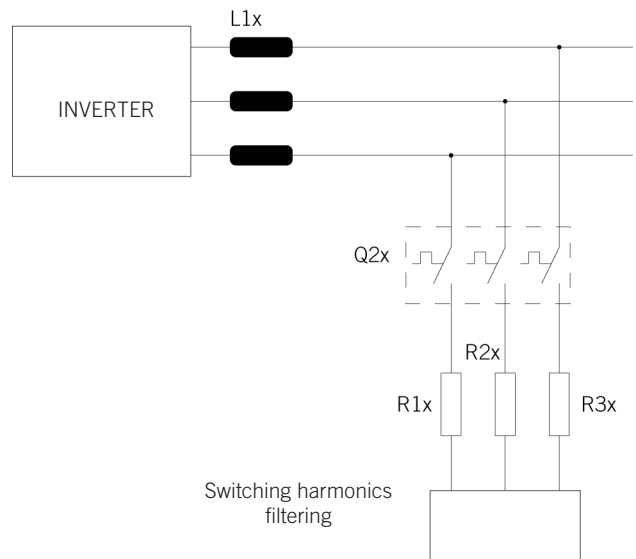 L1x
INVERTER
Q2x
R2x
R1x
R3x
Switching harmonics
filtering